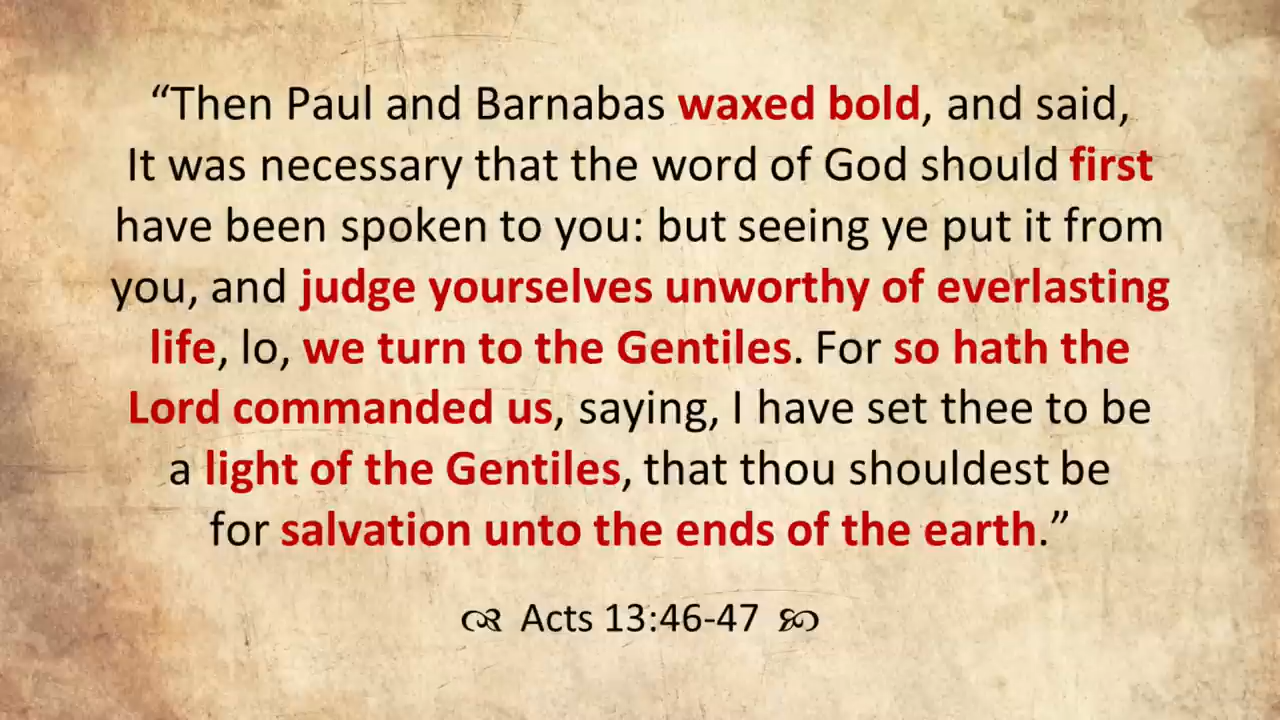 “Then Paul and Barnabas waxed bold, and said,
It was necessary that the word of God should first
have been spoken to you: but seeing ye put it from
you, and judge yourselves unworthy of everlasting
life, lo, we turn to the Gentiles. For so hath the
Lord commanded us, saying, I have set thee to be
a light of the Gentiles, that thou shouldest be
for salvation unto the ends of the earth.”
Acts 13:46-47